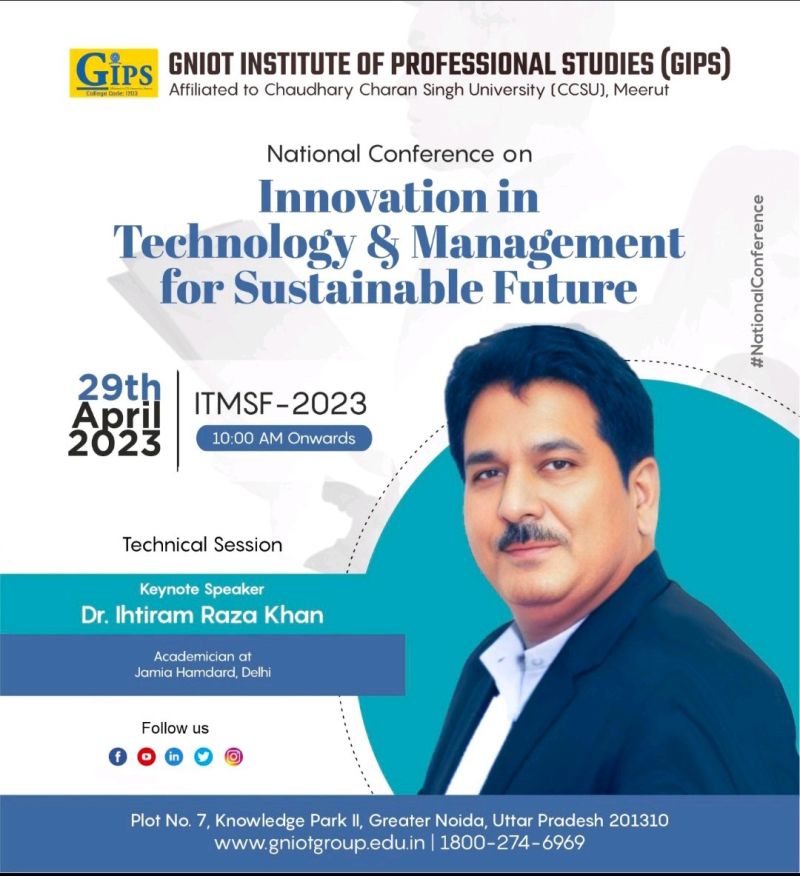 GIPS
College Code: 1203
GNIOT INSTITUTE OF PROFESSIONAL STUDIES (GIPS)
Affiliated to Chaudhary Charan Singh University (CCSU), Meerut
National Conference on
Innovation in
Technology & Management
for Sustainable Future
#NationalConference
29th
April
2023
ITMSF-2023
10:00 AM Onwards
Technical Session
Keynote Speaker
Dr. Ihtiram Raza Khan
Academician at
Jamia Hamdard, Delhi
Follow us
Plot No. 7, Knowledge Park II, Greater Noida, Uttar Pradesh 201310
www.gniotgroup.edu.in | 1800-274-6969